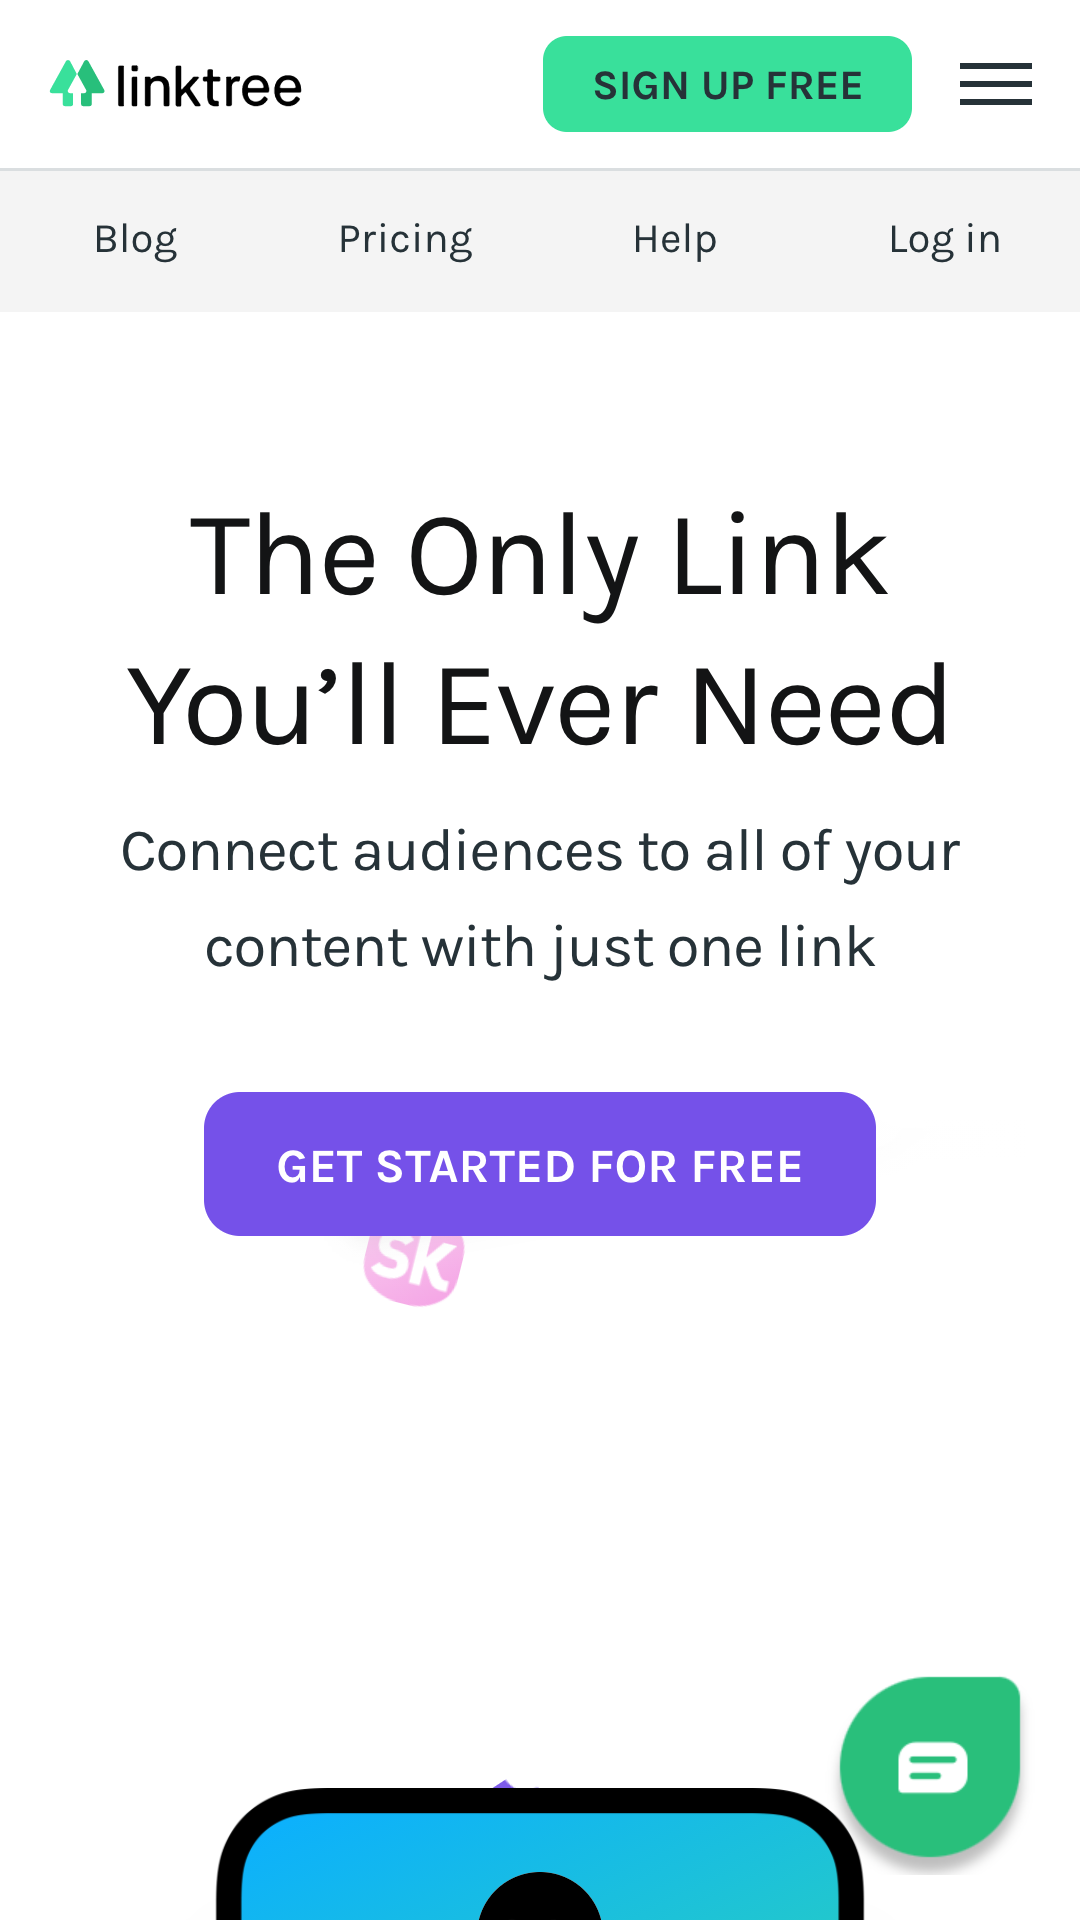 linktree
SIGN UP FREE
Blog Pricing Help Log in
The Only Link
You’ll Ever Need
Connect audiences to all of your
content with just one link
GET STARTED FOR FREE
sk